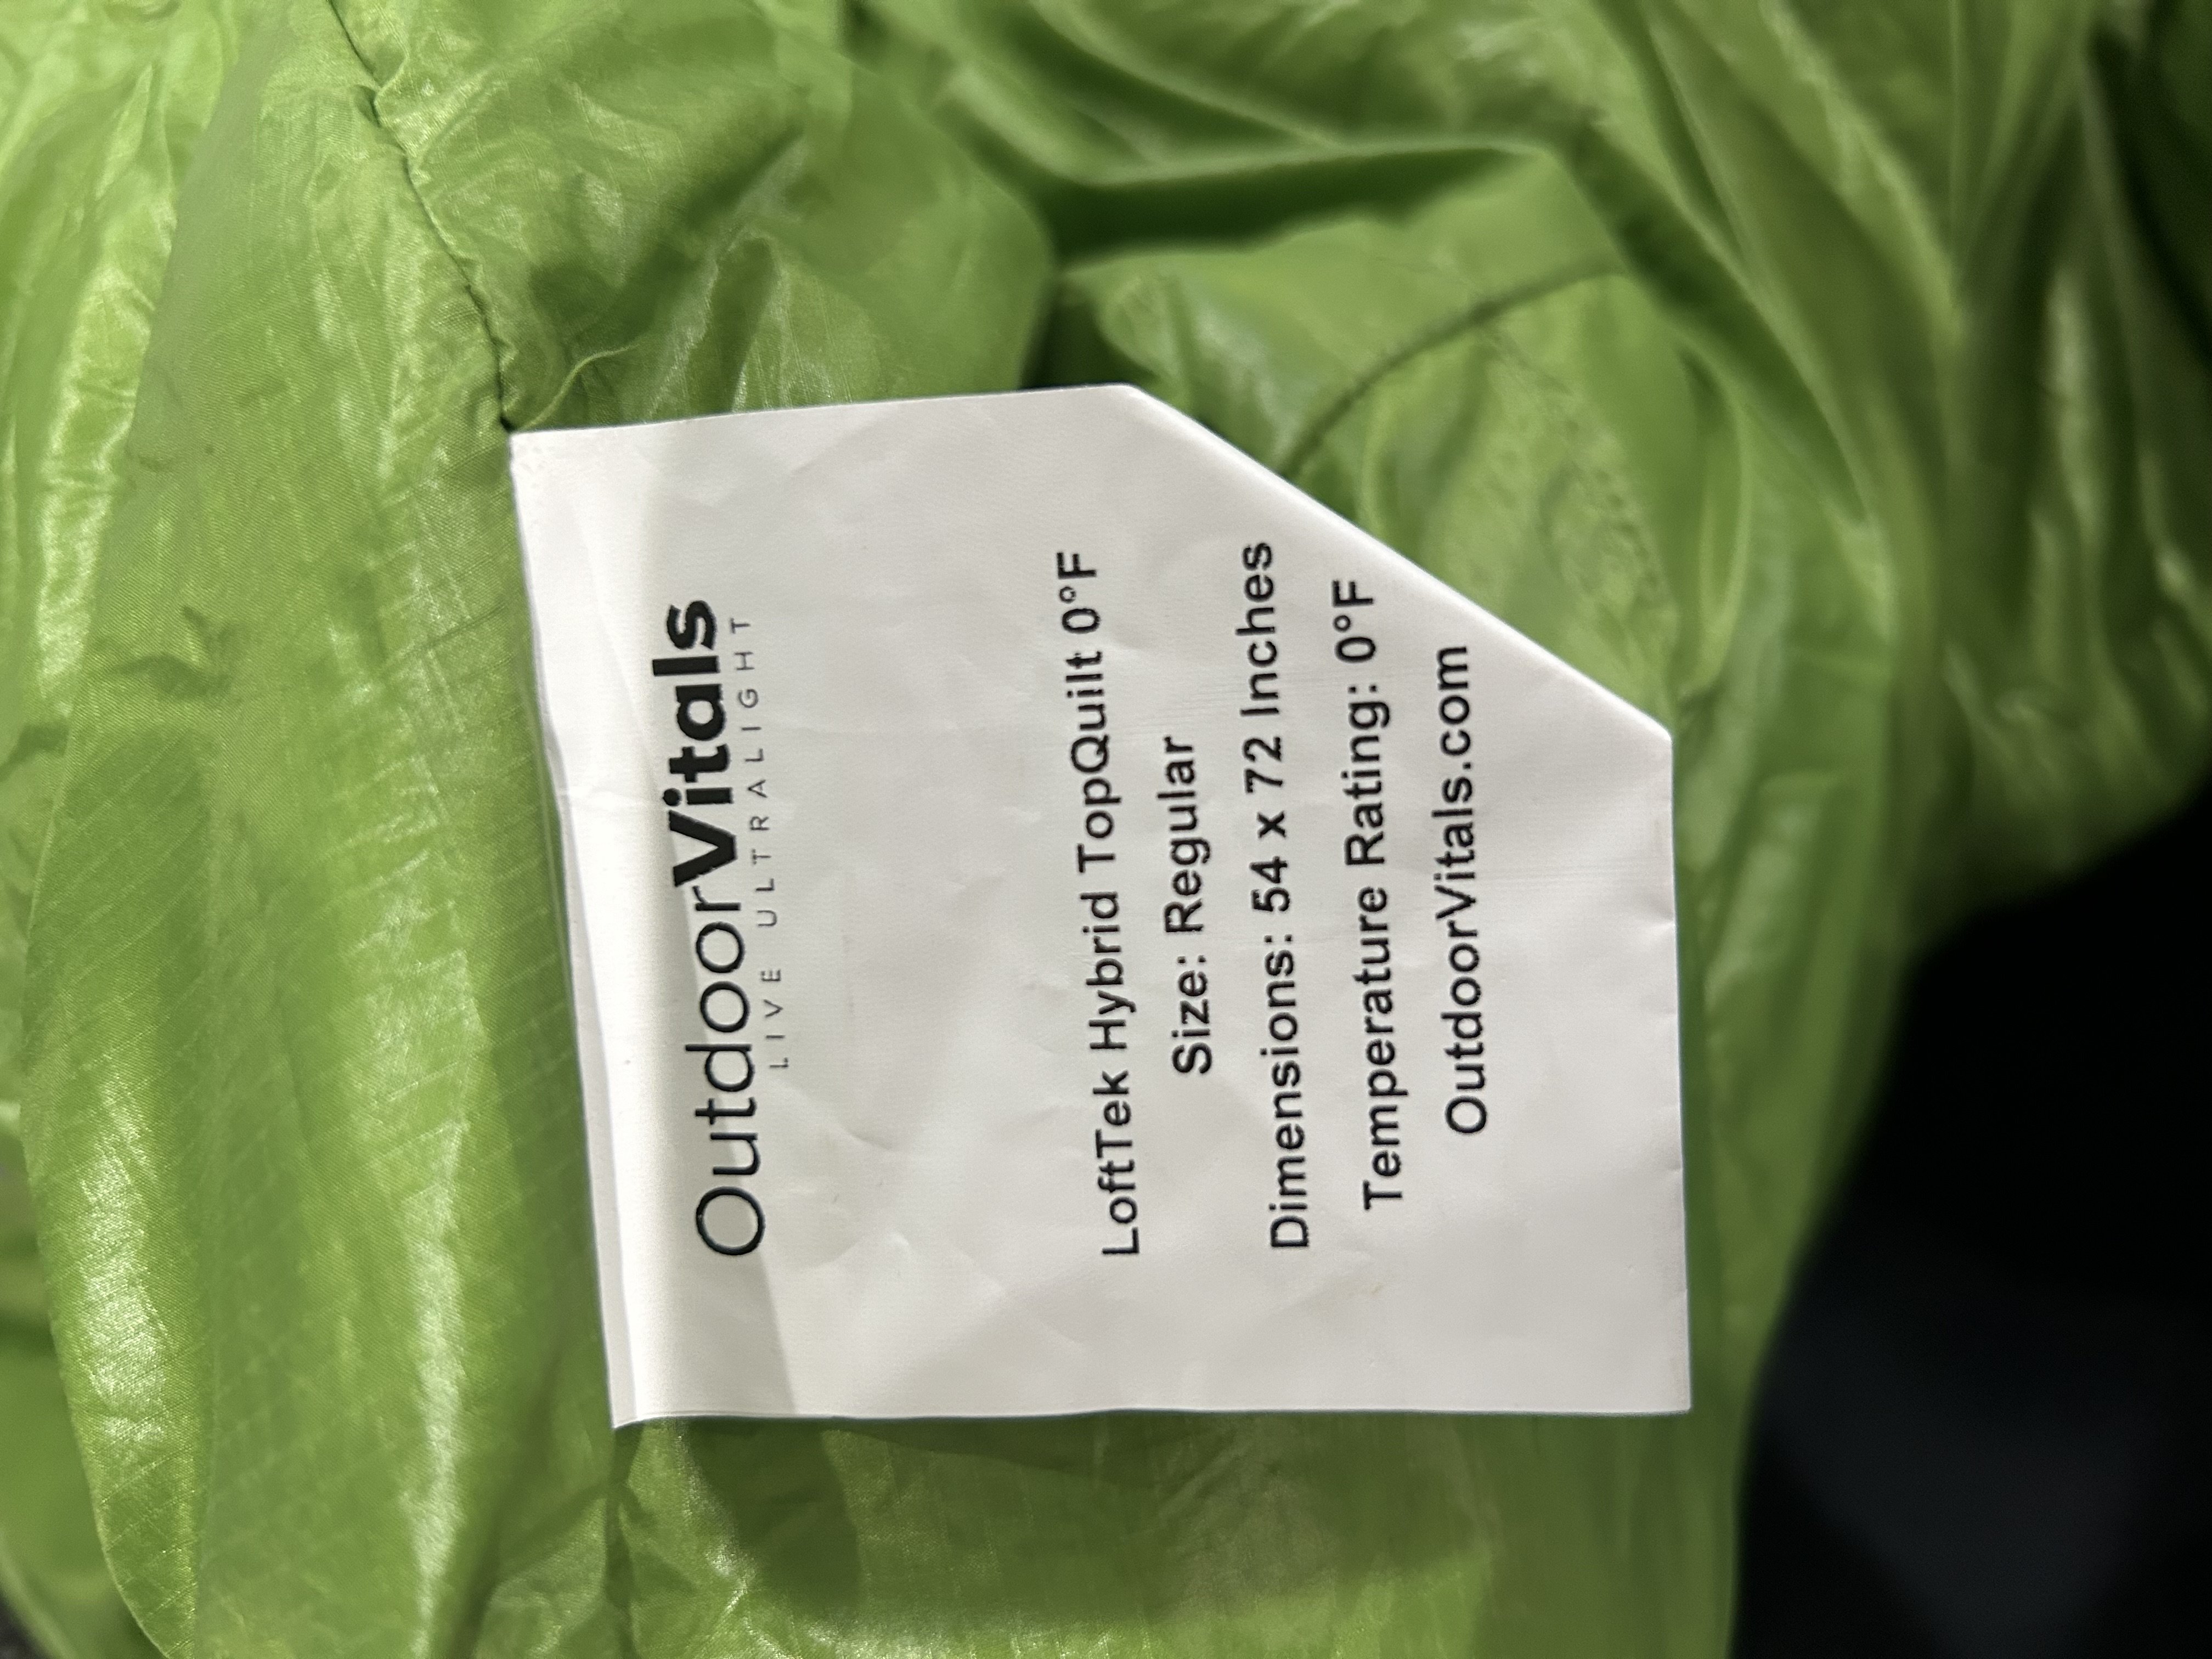 OutdoorVitals
LIVE ULTRALIGHT
LoftTek Hybrid TopQuilt 0°F
Size: Regular
Dimensions: 54 x 72 Inches
Temperature Rating: 0°F
OutdoorVitals.com